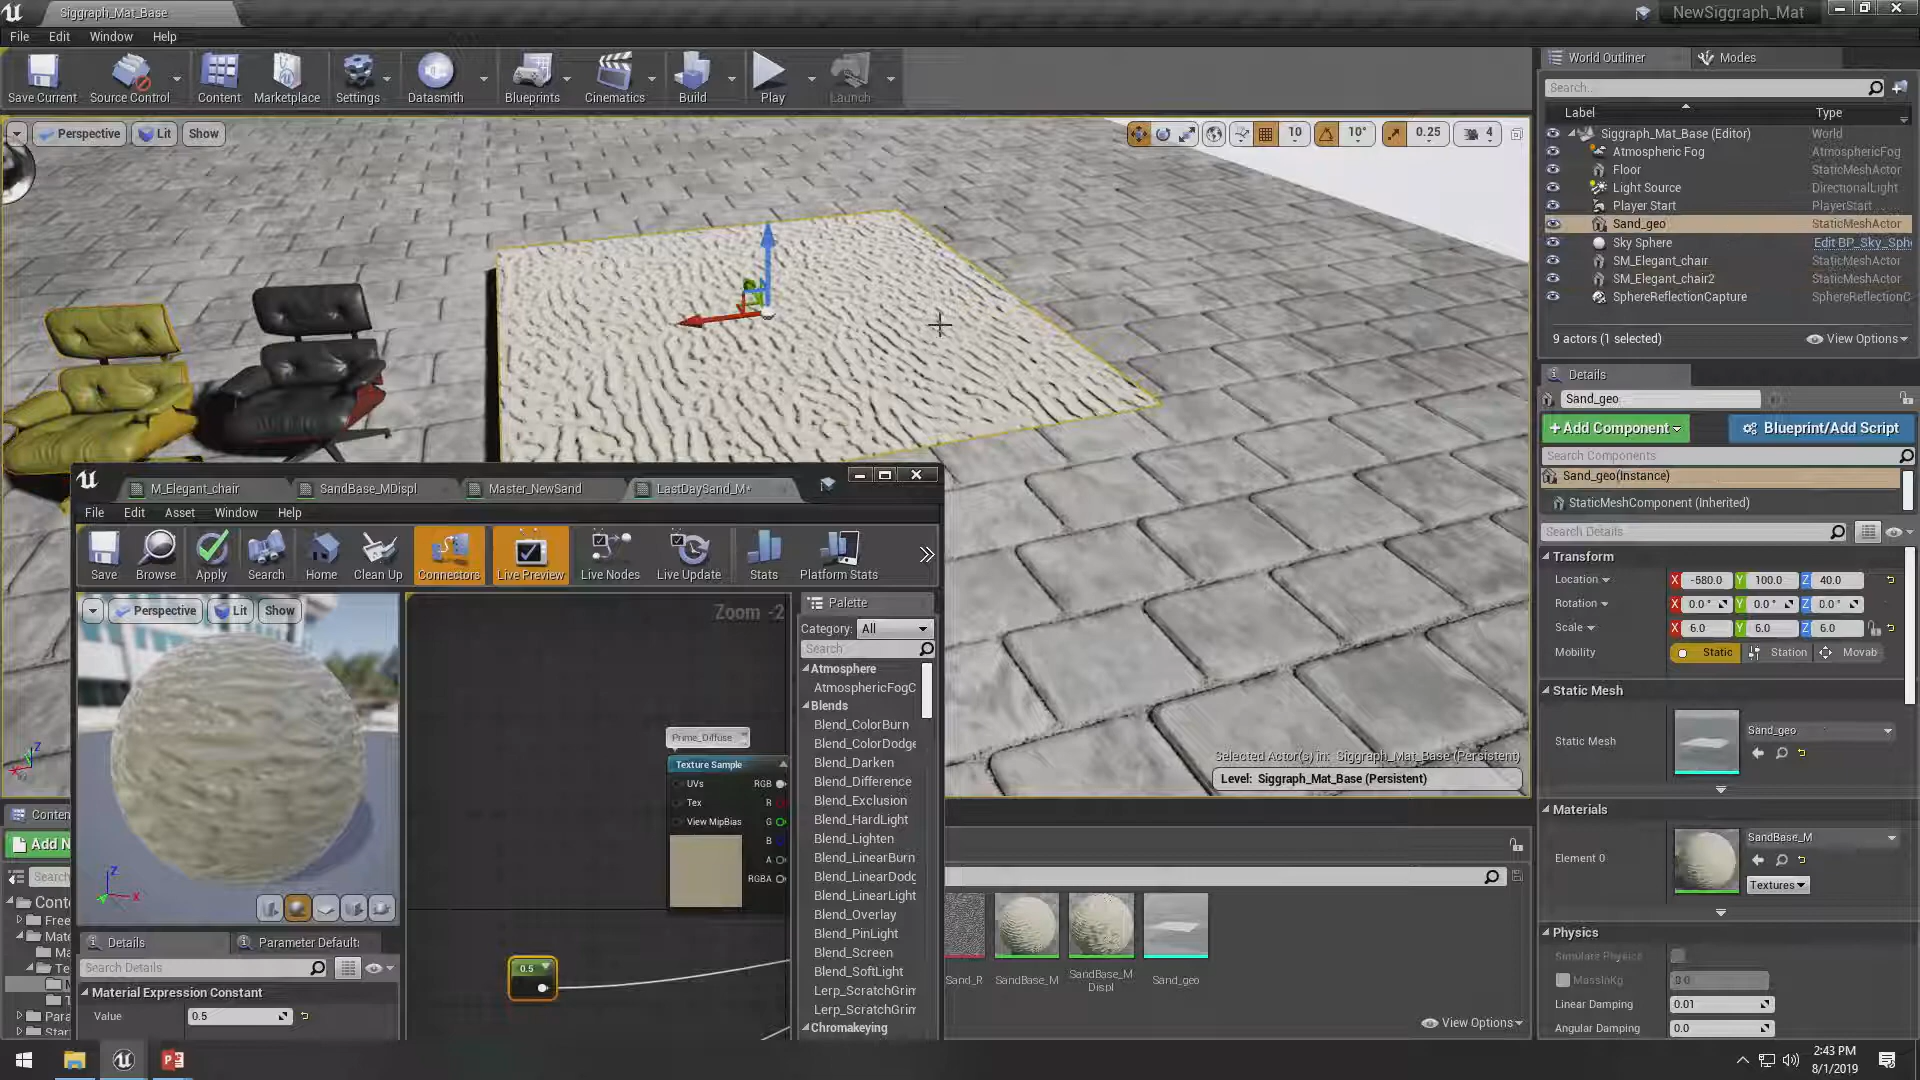 Siggraph_Mat_Base
NewSiggraph_Mat
File Edit Window Help
Save Current Source Control Content Marketplace Settings Datasmith Blueprints Cinematics Build Play Launch
Perspective Lit Show
10 10° 0.25 4
World Outliner Modes
Search..
Label Type
Siggraph_Mat_Base (Editor) World
Atmospheric Fog AtmosphericFog
Floor StaticMeshActor
Light Source DirectionalLight
Player Start PlayerStart
Sand_geo StaticMeshActor
Sky Sphere Edit BP_Sky_Sph
SM_Elegant_chair StaticMeshActor
SM_Elegant_chair2 StaticMeshActor
SphereReflectionCapture SphereReflectionC
9 actors (1 selected) View Options
Details
Sand_geo
+Add Component Blueprint/Add Script
Search Components
Sand_geo(Instance)
StaticMeshComponent (Inherited)
Search Details
Transform
Location X -580.0 Y 100.0 Z 40.0
Rotation X 0.0 ° Y 0.0 ° Z 0.0 °
Scale X 6.0 Y 6.0 Z 6.0
Mobility Static Station Movab
Static Mesh
Static Mesh Sand_geo
Materials
Element 0 SandBase_M
Textures
Physics
Simulate Physics
MassInKg 0.0
Linear Damping 0.01
Angular Damping 0.0
Selected Actor(s) in: Siggraph_Mat_Base (Persistent)
Level: Siggraph_Mat_Base (Persistent)
M_Elegant_chair SandBase_MDispl Master_NewSand LastDaySand_M*
File Edit Asset Window Help
Save Browse Apply Search Home Clean Up Connectors Live Preview Live Nodes Live Update Stats Platform Stats
Perspective Lit Show
Zoom -2
Prime_Diffuse
Texture Sample
UVs RGB
Tex R
View MipBias G
B
A
RGBA
0.5
Palette
Category: All
Search
Atmosphere
AtmosphericFogC
Blends
Blend_ColorBurn
Blend_ColorDodge
Blend_Darken
Blend_Difference
Blend_Exclusion
Blend_HardLight
Blend_Lighten
Blend_LinearBurn
Blend_LinearDodg
Blend_LinearLight
Blend_Overlay
Blend_PinLight
Blend_Screen
Blend_SoftLight
Lerp_ScratchGrim
Lerp_ScratchGrim
Chromakeying
Details Parameter Default:
Search Details
Material Expression Constant
Value 0.5
Conten
Add N
Search
Conte
Free
Mate
Ma
Te
Para
Star
Sand_R SandBase_M SandBase_M Displ Sand_geo
View Options
2:43 PM
8/1/2019